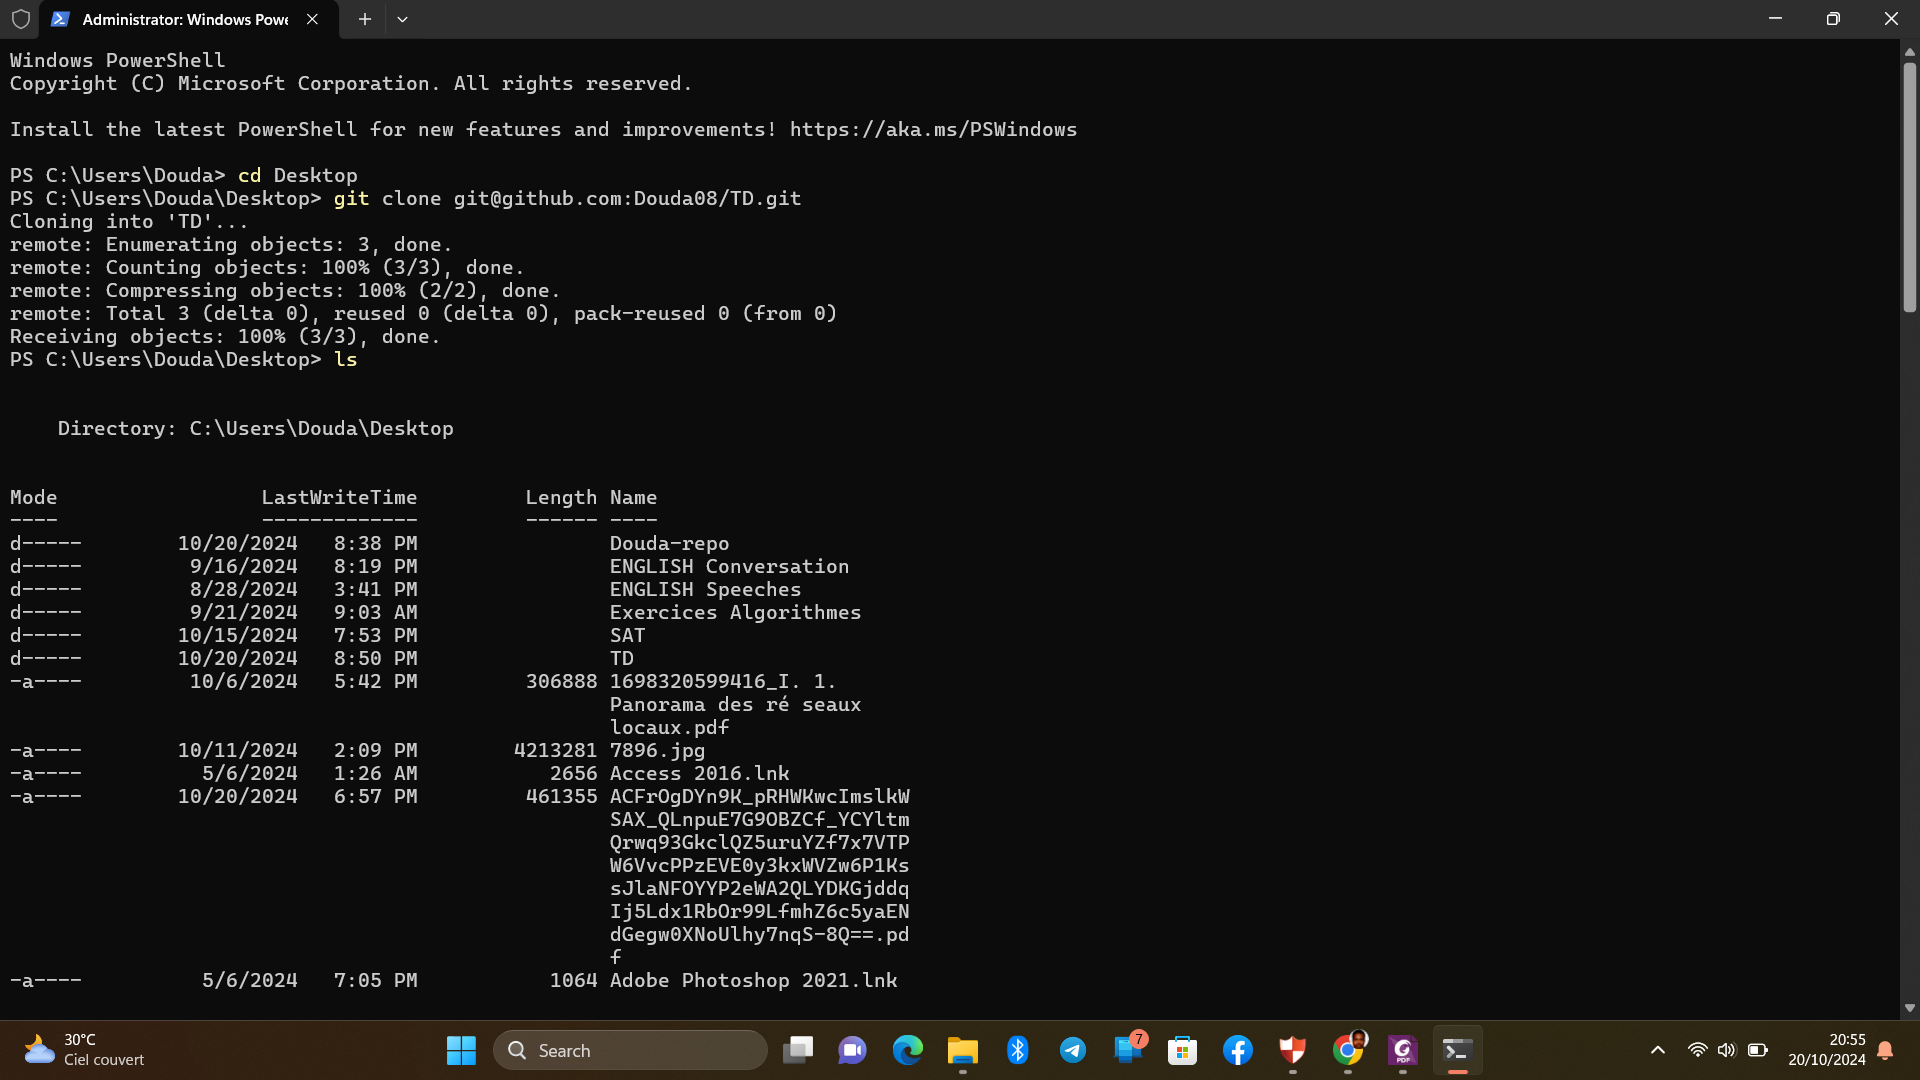 Administrator: Windows Powe
Windows PowerShell
Copyright (C) Microsoft Corporation. All rights reserved.
Install the latest PowerShell for new features and improvements! https://aka.ms/PSWindows
PS C:\Users\Douda> cd Desktop
PS C:\Users\Douda\Desktop> git clone git@github.com:Douda08/TD.git
Cloning into 'TD'...
remote: Enumerating objects: 3, done.
remote: Counting objects: 100% (3/3), done.
remote: Compressing objects: 100% (2/2), done.
remote: Total 3 (delta 0), reused 0 (delta 0), pack-reused 0 (from 0)
Receiving objects: 100% (3/3), done.
PS C:\Users\Douda\Desktop> ls
Directory: C:\Users\Douda\Desktop
Mode LastWriteTime Length Name
---- ------------- ------ ----
d----- 10/20/2024 8:38 PM Douda-repo
d----- 9/16/2024 8:19 PM ENGLISH Conversation
d----- 8/28/2024 3:41 PM ENGLISH Speeches
d----- 9/21/2024 9:03 AM Exercices Algorithmes
d----- 10/15/2024 7:53 PM SAT
d----- 10/20/2024 8:50 PM TD
-a---- 10/6/2024 5:42 PM 306888 1698320599416_I. 1.
Panorama des ré seaux
locaux.pdf
-a---- 10/11/2024 2:09 PM 4213281 7896.jpg
-a---- 5/6/2024 1:26 AM 2656 Access 2016.lnk
-a---- 10/20/2024 6:57 PM 461355 ACFrOgDYn9K_pRHWKwcImslkW
SAX_QLnpuE7G9OBZCf_YCYltm
Qrwq93GkclQZ5uruYZf7x7VTP
W6VvcPPzEVE0y3kxWVZw6P1Ks
sJlaNFOYYP2eWA2QLYDKGjddq
Ij5Ldx1RbOr99LfmhZ6c5yaEN
dGegw0XNoUlhy7nqS-8Q==.pd
f
-a---- 5/6/2024 7:05 PM 1064 Adobe Photoshop 2021.lnk
30°C
Ciel couvert
Search
7
PDF
20:55
20/10/2024